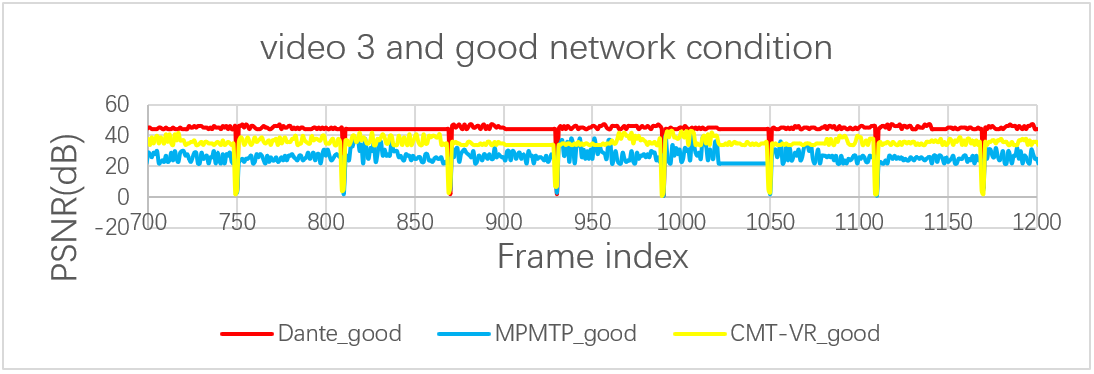 video 3 and good network condition
PSNR(dB)
60
40
20
0
-20
700 750 800 850 900 950 1000 1050 1100 1150 1200
Frame index
Dante_good MPMTP_good CMT-VR_good